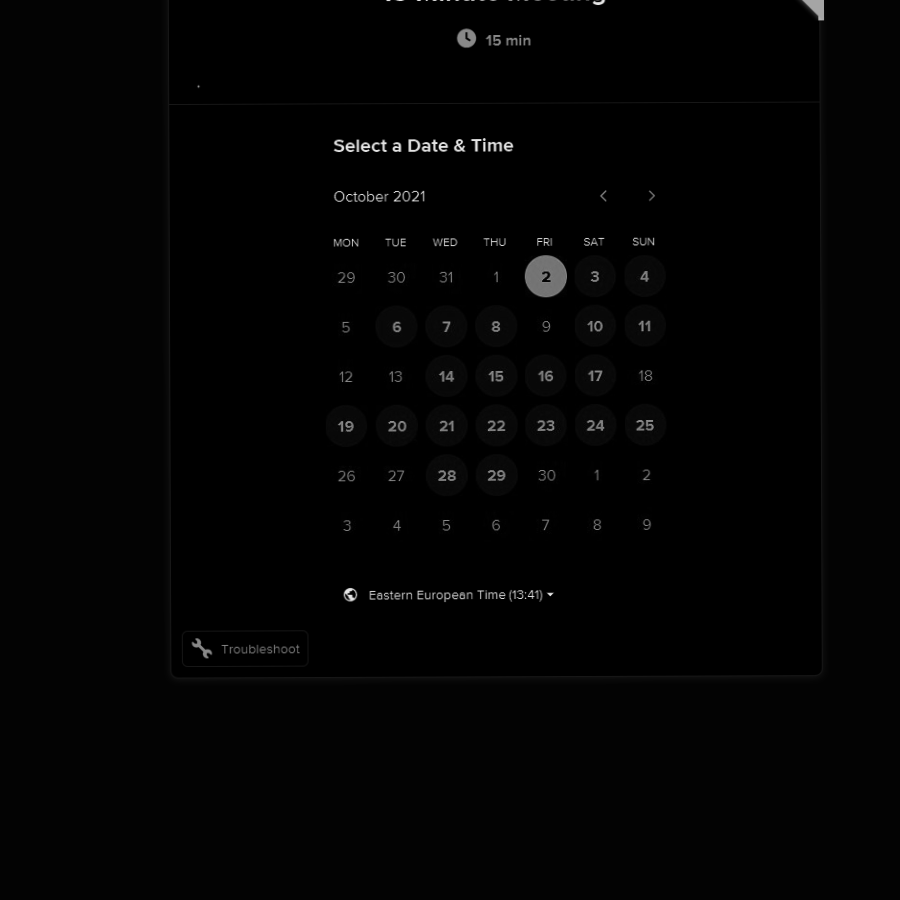 15 Minute Meeting
15 min
Select a Date & Time
October 2021
MON TUE WED THU FRI SAT SUN
29 30 31 1 2 3 4
5 6 7 8 9 10 11
12 13 14 15 16 17 18
19 20 21 22 23 24 25
26 27 28 29 30 1 2
3 4 5 6 7 8 9
Eastern European Time (13:41)
Troubleshoot